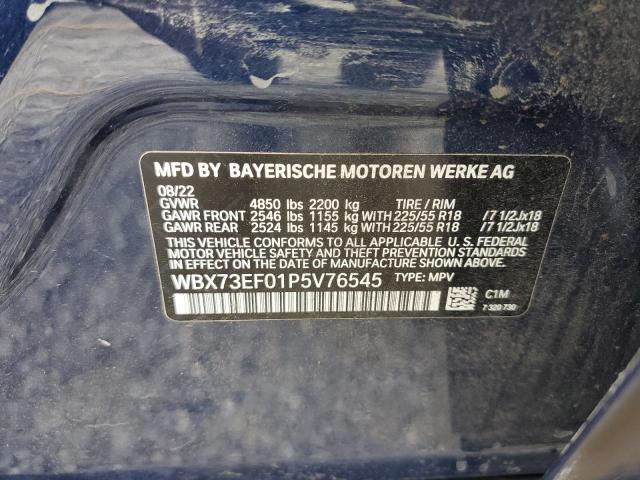 MFD BY BAYERISCHE MOTOREN WERKE AG
08/22
GVWR 4850 lbs 2200 kg TIRE / RIM
GAWR FRONT 2546 lbs 1155 kg WITH 225/55 R18 /7 1/2Jx18
GAWR REAR 2524 lbs 1145 kg WITH 225/55 R18 /7 1/2Jx18
THIS VEHICLE CONFORMS TO ALL APPLICABLE U. S. FEDERAL
MOTOR VEHICLE SAFETY AND THEFT PREVENTION
STANDARDS IN EFFECT ON THE DATE OF MANUFACTURE SHOWN
ABOVE.
WBX73EF01P5V76545 TYPE: MPV
C1M
7 320 730